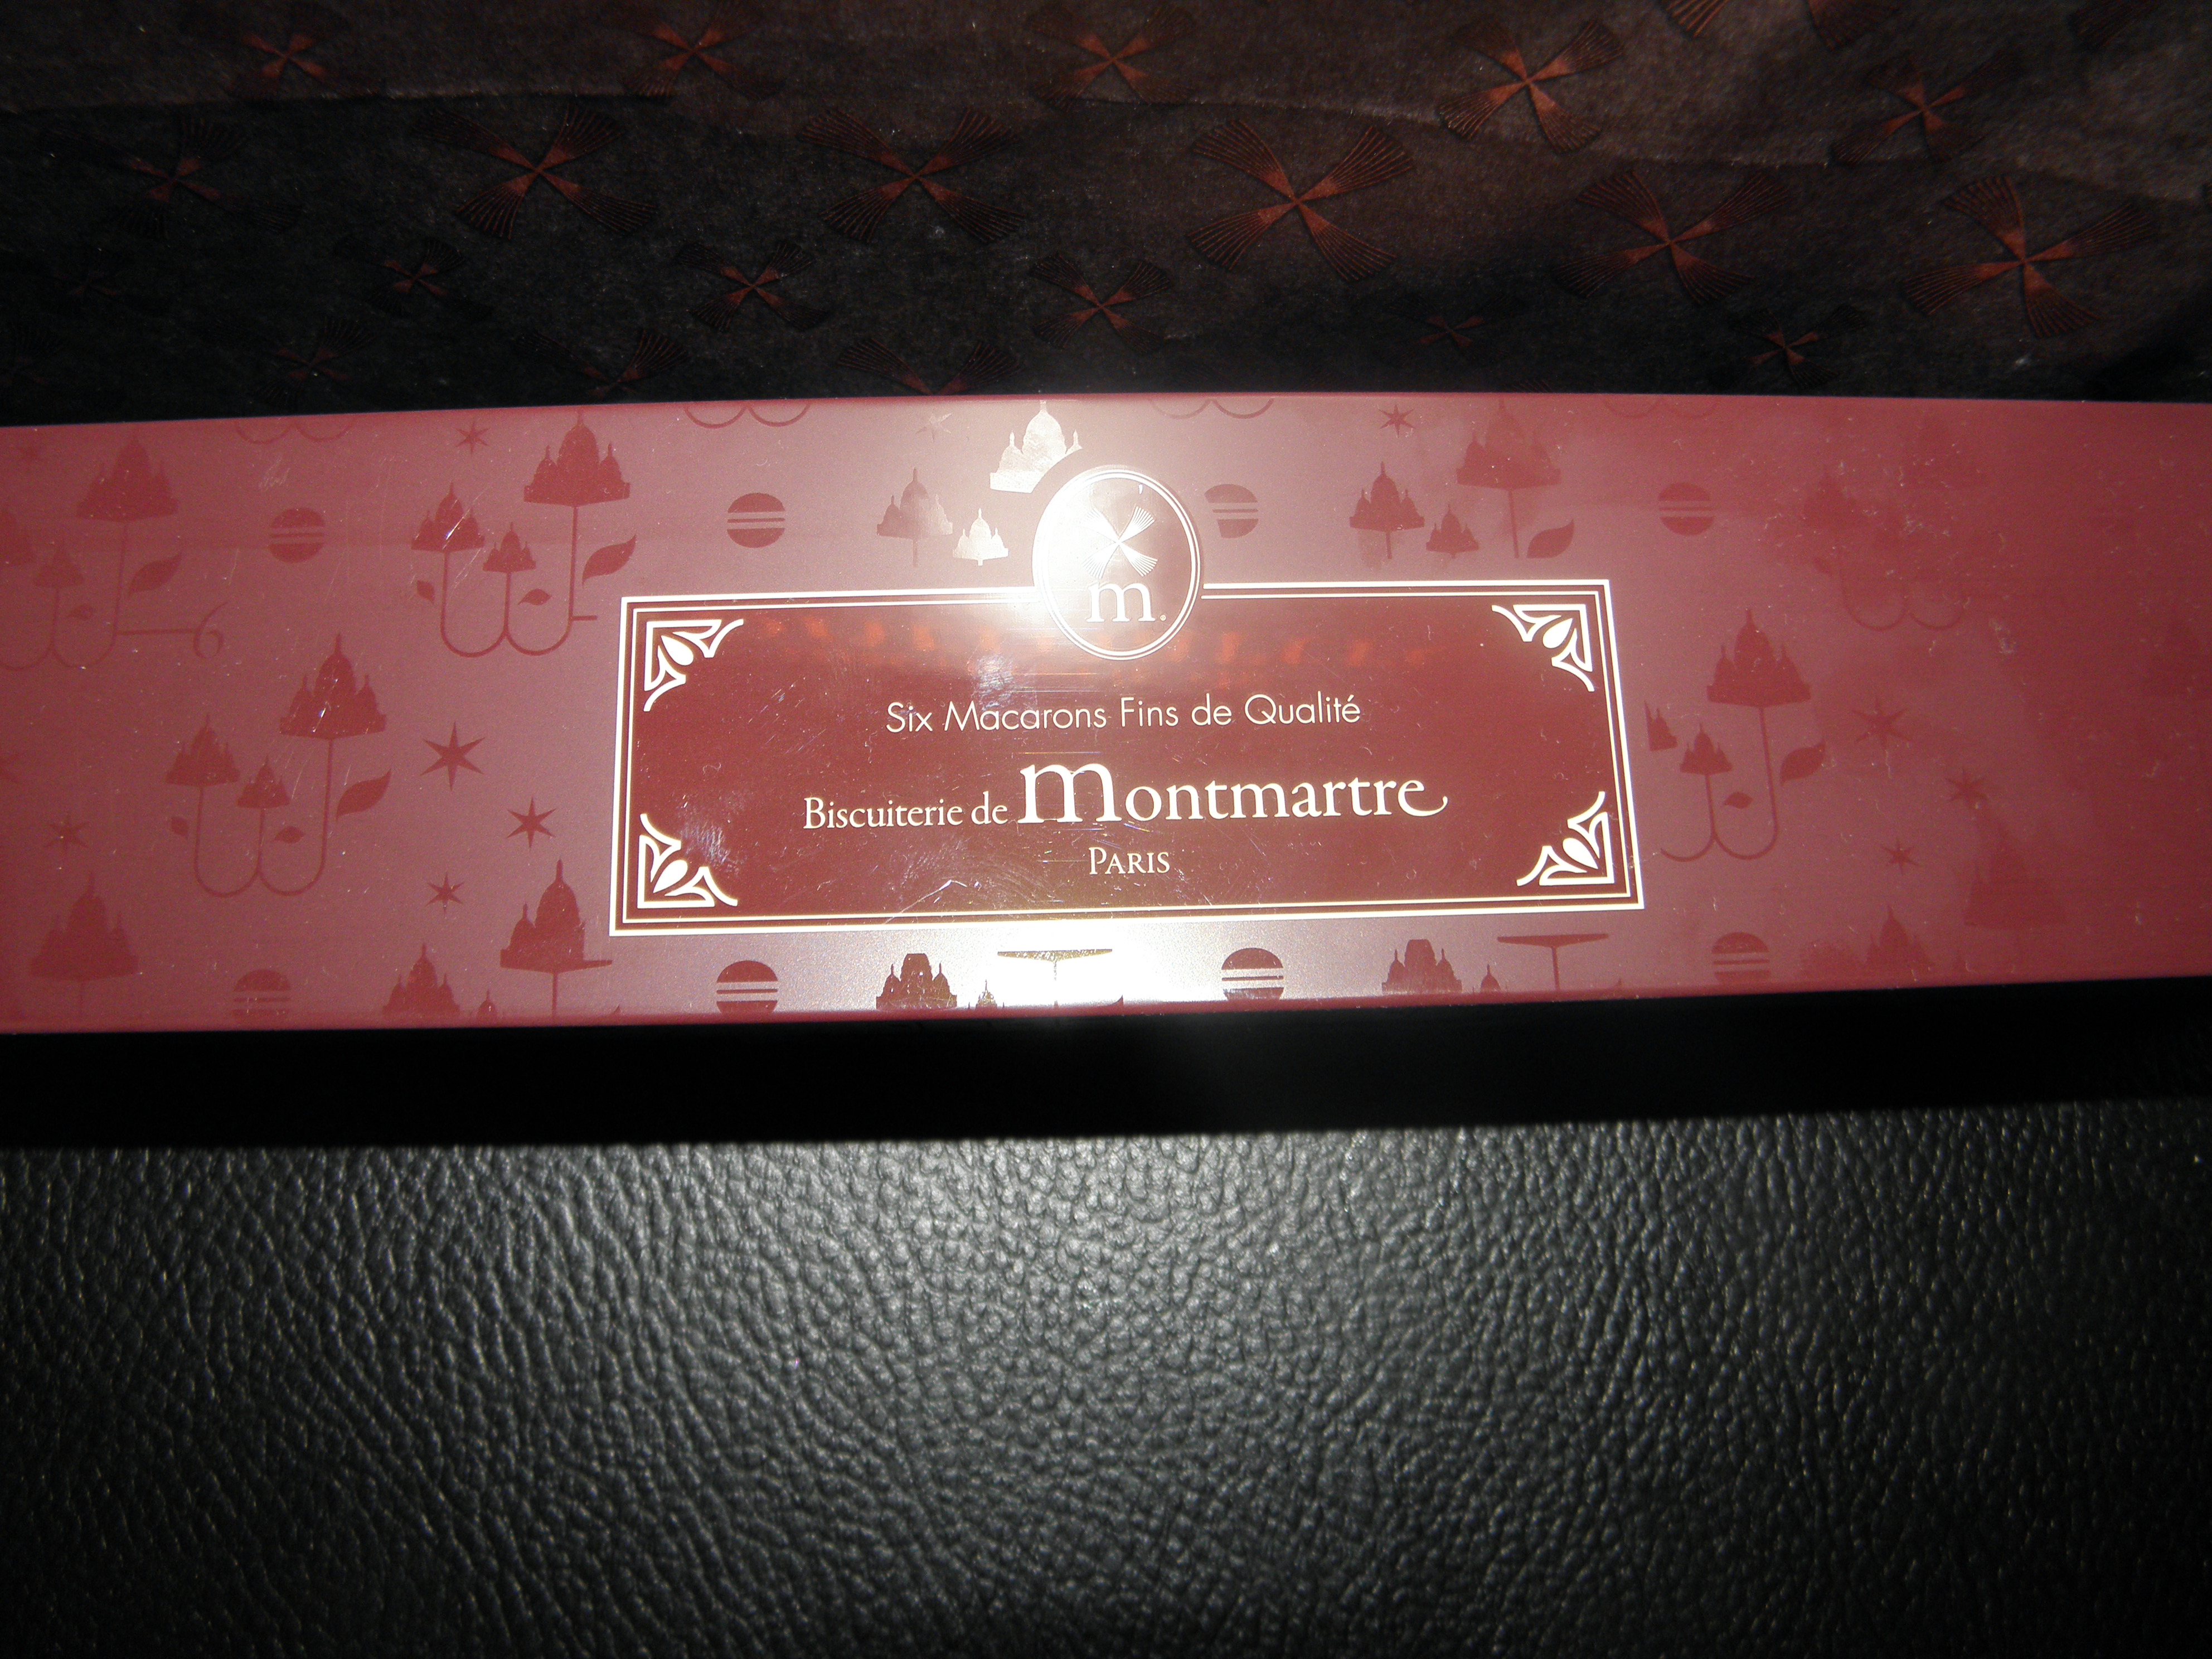 m.
Six Macarons Fins de Qualité
Biscuiterie de Montmartre
PARIS